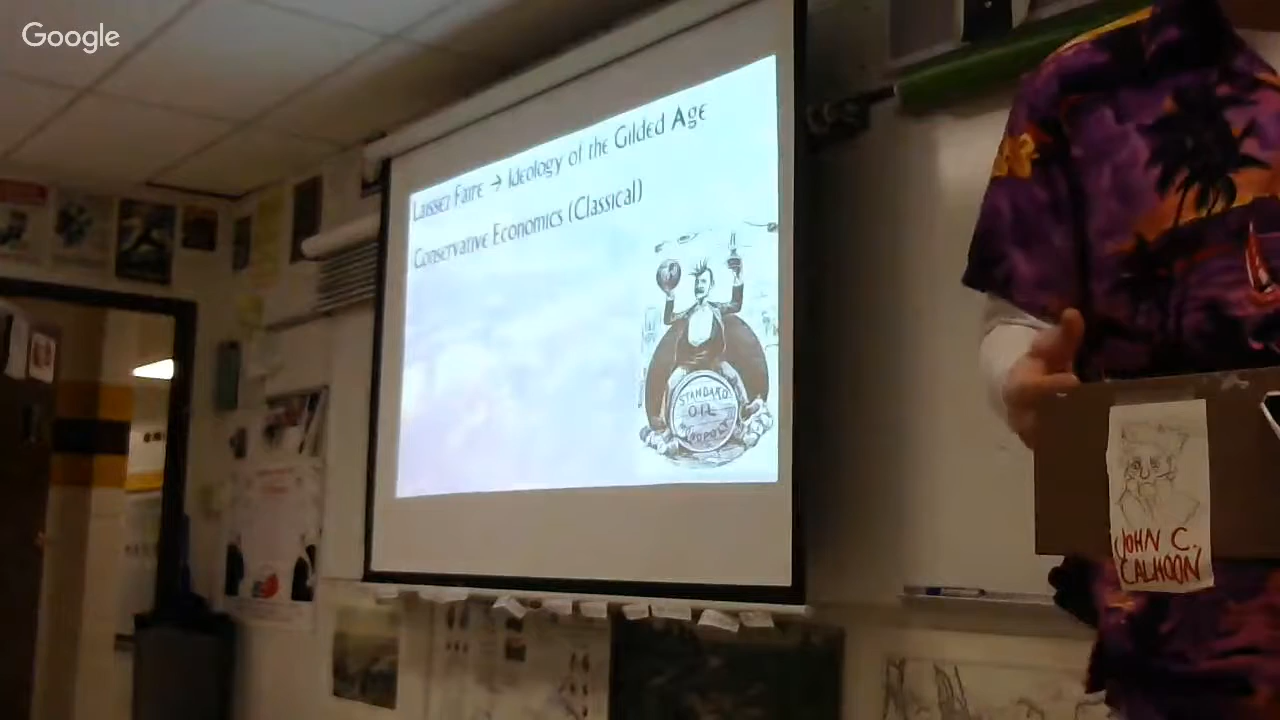 Google
Laissez Faire → Ideology of the Gilded Age
Conservative Economics (Classical)
STANDARD
OIL
JOHN C.
CALHOON